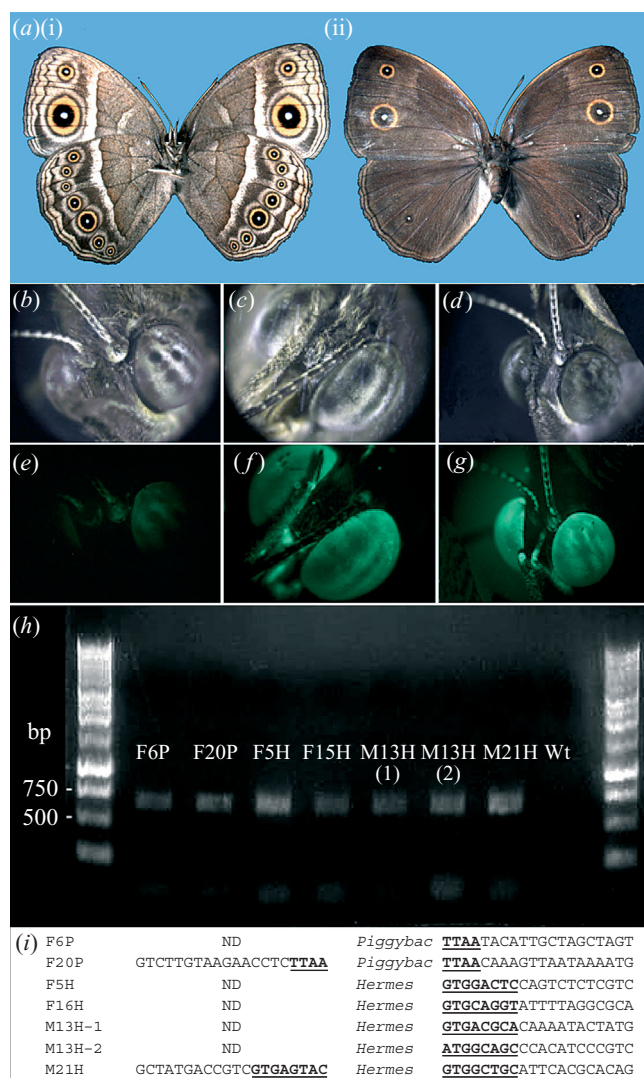 (a)(i) (ii)
(b) (c) (d)
(e) (f) (g)
(h)
bp
F6P F20P F5H F15H M13H (1) M13H (2) M21H Wt
750 -
500 -
(i) F6P ND Piggybac TTAATACATTGCTAGCTAGT
F20P GTCTTGTAAGAACCTCTTAA Piggybac TTAACAAAGTTAATAAAATG
F5H ND Hermes GTGGACTCCAGTCTCTCGTC
F16H ND Hermes GTGCAGGTATTTTAGGCGCA
M13H-1 ND Hermes GTGACGCACAAAATACTATG
M13H-2 ND Hermes ATGGCAGCCCACATCCCGTC
M21H GCTATGACCGTCGTGAGTAC Hermes GTGGCTGCATTCACGCACAG